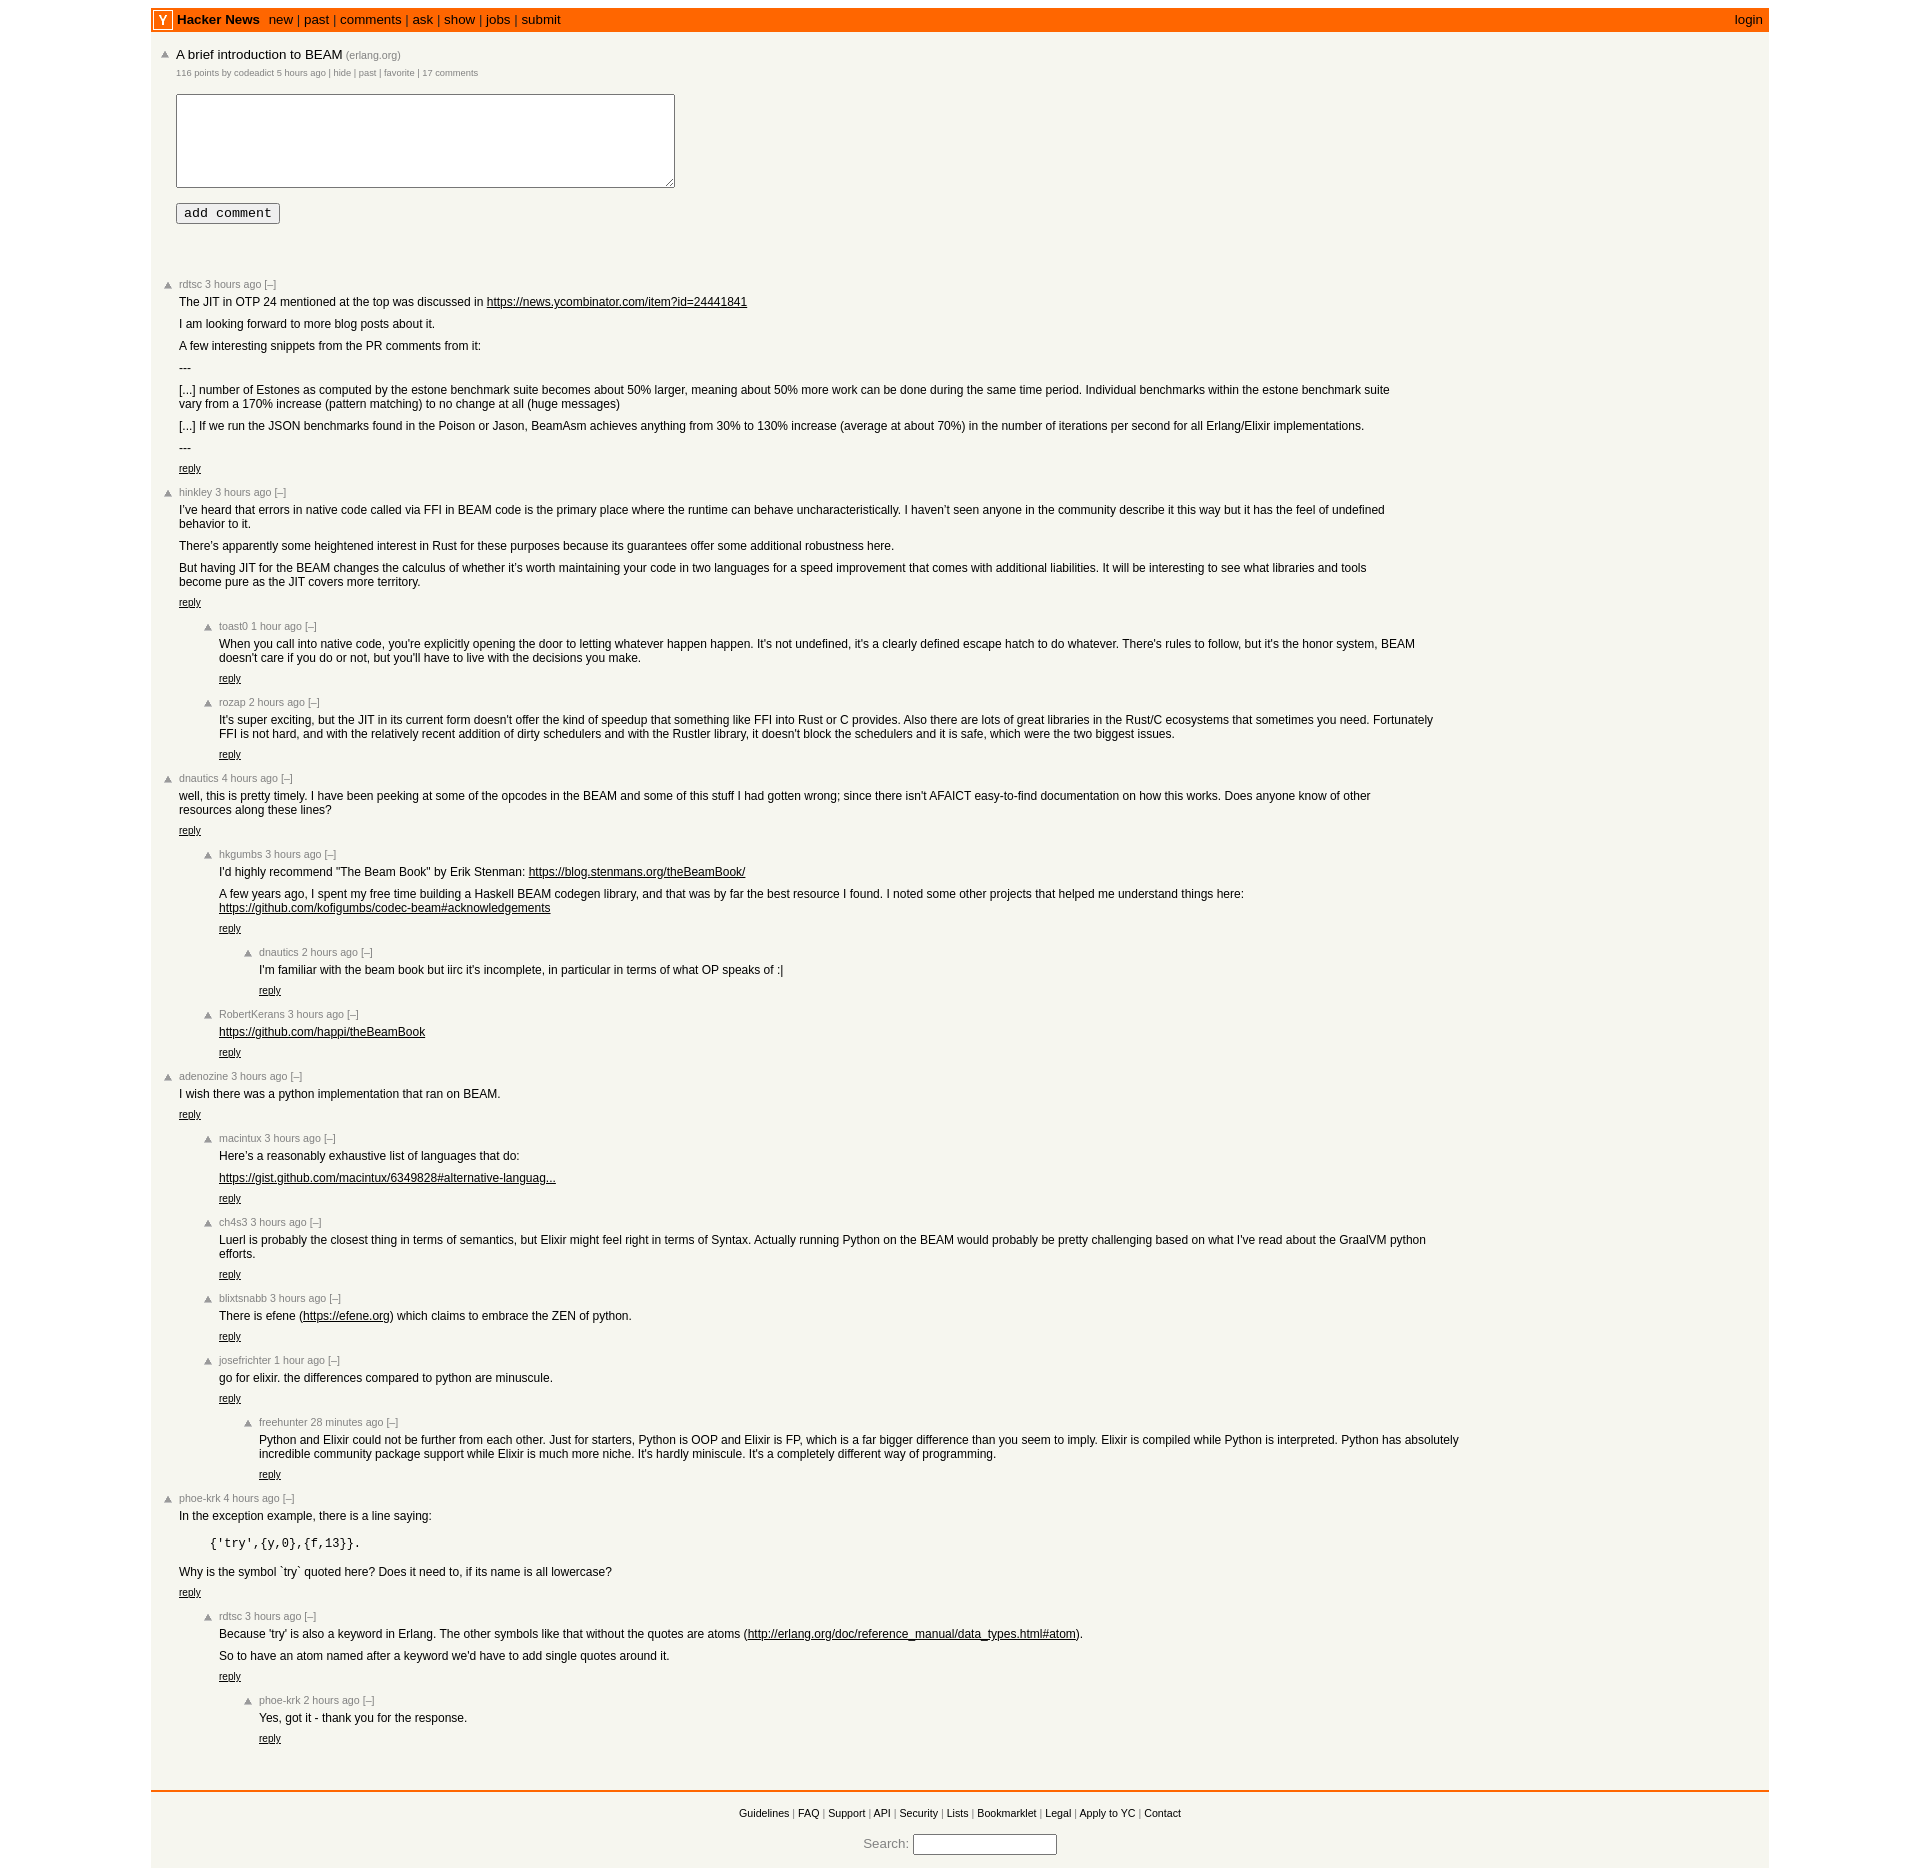 Y Hacker News new | past | comments | ask | show | jobs | submit login
A brief introduction to BEAM (erlang.org)
116 points by codeadict 5 hours ago | hide | past | favorite | 17 comments
add comment
rdtsc 3 hours ago [–]
The JIT in OTP 24 mentioned at the top was discussed in https://news.ycombinator.com/item?id=24441841
I am looking forward to more blog posts about it.
A few interesting snippets from the PR comments from it:
---
[...] number of Estones as computed by the estone benchmark suite becomes about 50% larger, meaning about 50% more work can be done during the same time period. Individual benchmarks within the estone benchmark suite
vary from a 170% increase (pattern matching) to no change at all (huge messages)
[...] If we run the JSON benchmarks found in the Poison or Jason, BeamAsm achieves anything from 30% to 130% increase (average at about 70%) in the number of iterations per second for all Erlang/Elixir implementations.
---
reply
hinkley 3 hours ago [–]
I’ve heard that errors in native code called via FFI in BEAM code is the primary place where the runtime can behave uncharacteristically. I haven’t seen anyone in the community describe it this way but it has the feel of undefined
behavior to it.
There’s apparently some heightened interest in Rust for these purposes because its guarantees offer some additional robustness here.
But having JIT for the BEAM changes the calculus of whether it’s worth maintaining your code in two languages for a speed improvement that comes with additional liabilities. It will be interesting to see what libraries and tools
become pure as the JIT covers more territory.
reply
toast0 1 hour ago [–]
When you call into native code, you're explicitly opening the door to letting whatever happen happen. It's not undefined, it's a clearly defined escape hatch to do whatever. There's rules to follow, but it's the honor system, BEAM
doesn't care if you do or not, but you'll have to live with the decisions you make.
reply
rozap 2 hours ago [–]
It's super exciting, but the JIT in its current form doesn't offer the kind of speedup that something like FFI into Rust or C provides. Also there are lots of great libraries in the Rust/C ecosystems that sometimes you need. Fortunately
FFI is not hard, and with the relatively recent addition of dirty schedulers and with the Rustler library, it doesn't block the schedulers and it is safe, which were the two biggest issues.
reply
dnautics 4 hours ago [–]
well, this is pretty timely. I have been peeking at some of the opcodes in the BEAM and some of this stuff I had gotten wrong; since there isn't AFAICT easy-to-find documentation on how this works. Does anyone know of other
resources along these lines?
reply
hkgumbs 3 hours ago [–]
I'd highly recommend "The Beam Book" by Erik Stenman: https://blog.stenmans.org/theBeamBook/
A few years ago, I spent my free time building a Haskell BEAM codegen library, and that was by far the best resource I found. I noted some other projects that helped me understand things here:
https://github.com/kofigumbs/codec-beam#acknowledgements
reply
dnautics 2 hours ago [–]
I'm familiar with the beam book but iirc it's incomplete, in particular in terms of what OP speaks of :|
reply
RobertKerans 3 hours ago [–]
https://github.com/happi/theBeamBook
reply
adenozine 3 hours ago [–]
I wish there was a python implementation that ran on BEAM.
reply
macintux 3 hours ago [–]
Here’s a reasonably exhaustive list of languages that do:
https://gist.github.com/macintux/6349828#alternative-languag...
reply
ch4s3 3 hours ago [–]
Luerl is probably the closest thing in terms of semantics, but Elixir might feel right in terms of Syntax. Actually running Python on the BEAM would probably be pretty challenging based on what I've read about the GraalVM python
efforts.
reply
blixtsnabb 3 hours ago [–]
There is efene (https://efene.org) which claims to embrace the ZEN of python.
reply
josefrichter 1 hour ago [–]
go for elixir. the differences compared to python are minuscule.
reply
freehunter 28 minutes ago [–]
Python and Elixir could not be further from each other. Just for starters, Python is OOP and Elixir is FP, which is a far bigger difference than you seem to imply. Elixir is compiled while Python is interpreted. Python has absolutely
incredible community package support while Elixir is much more niche. It's hardly miniscule. It's a completely different way of programming.
reply
phoe-krk 4 hours ago [–]
In the exception example, there is a line saying:
{'try',{y,0},{f,13}}.
Why is the symbol `try` quoted here? Does it need to, if its name is all lowercase?
reply
rdtsc 3 hours ago [–]
Because 'try' is also a keyword in Erlang. The other symbols like that without the quotes are atoms (http://erlang.org/doc/reference_manual/data_types.html#atom).
So to have an atom named after a keyword we'd have to add single quotes around it.
reply
phoe-krk 2 hours ago [–]
Yes, got it - thank you for the response.
reply
Guidelines | FAQ | Support | API | Security | Lists | Bookmarklet | Legal | Apply to YC | Contact
Search: